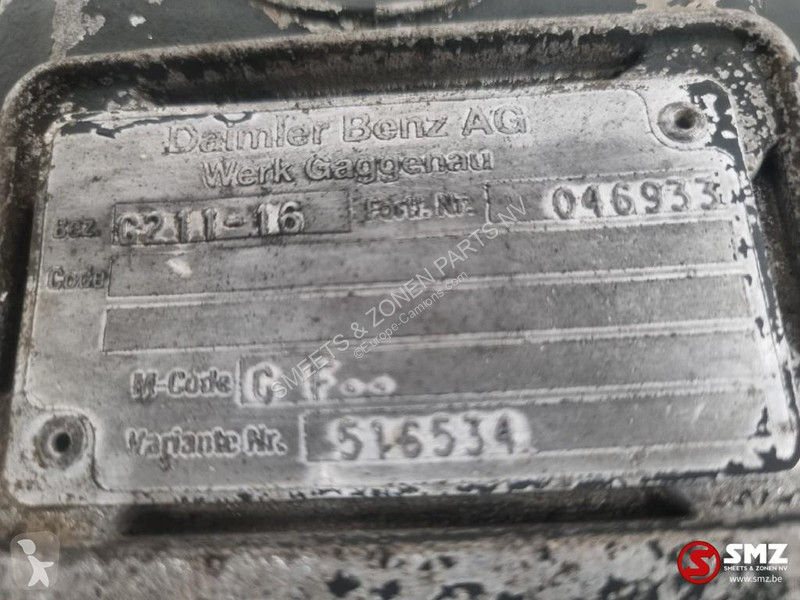 Daimler Benz AG
Werk Gaggenau
Bez. G211-16 Fortl. Nr. 046933
Code
M-Code G
Variante Nr. 516534
SMEETS & ZONEN PARTS NV
©Europe-Camions.com
SMZ
SMEETS & ZONEN NV
www.smz.be